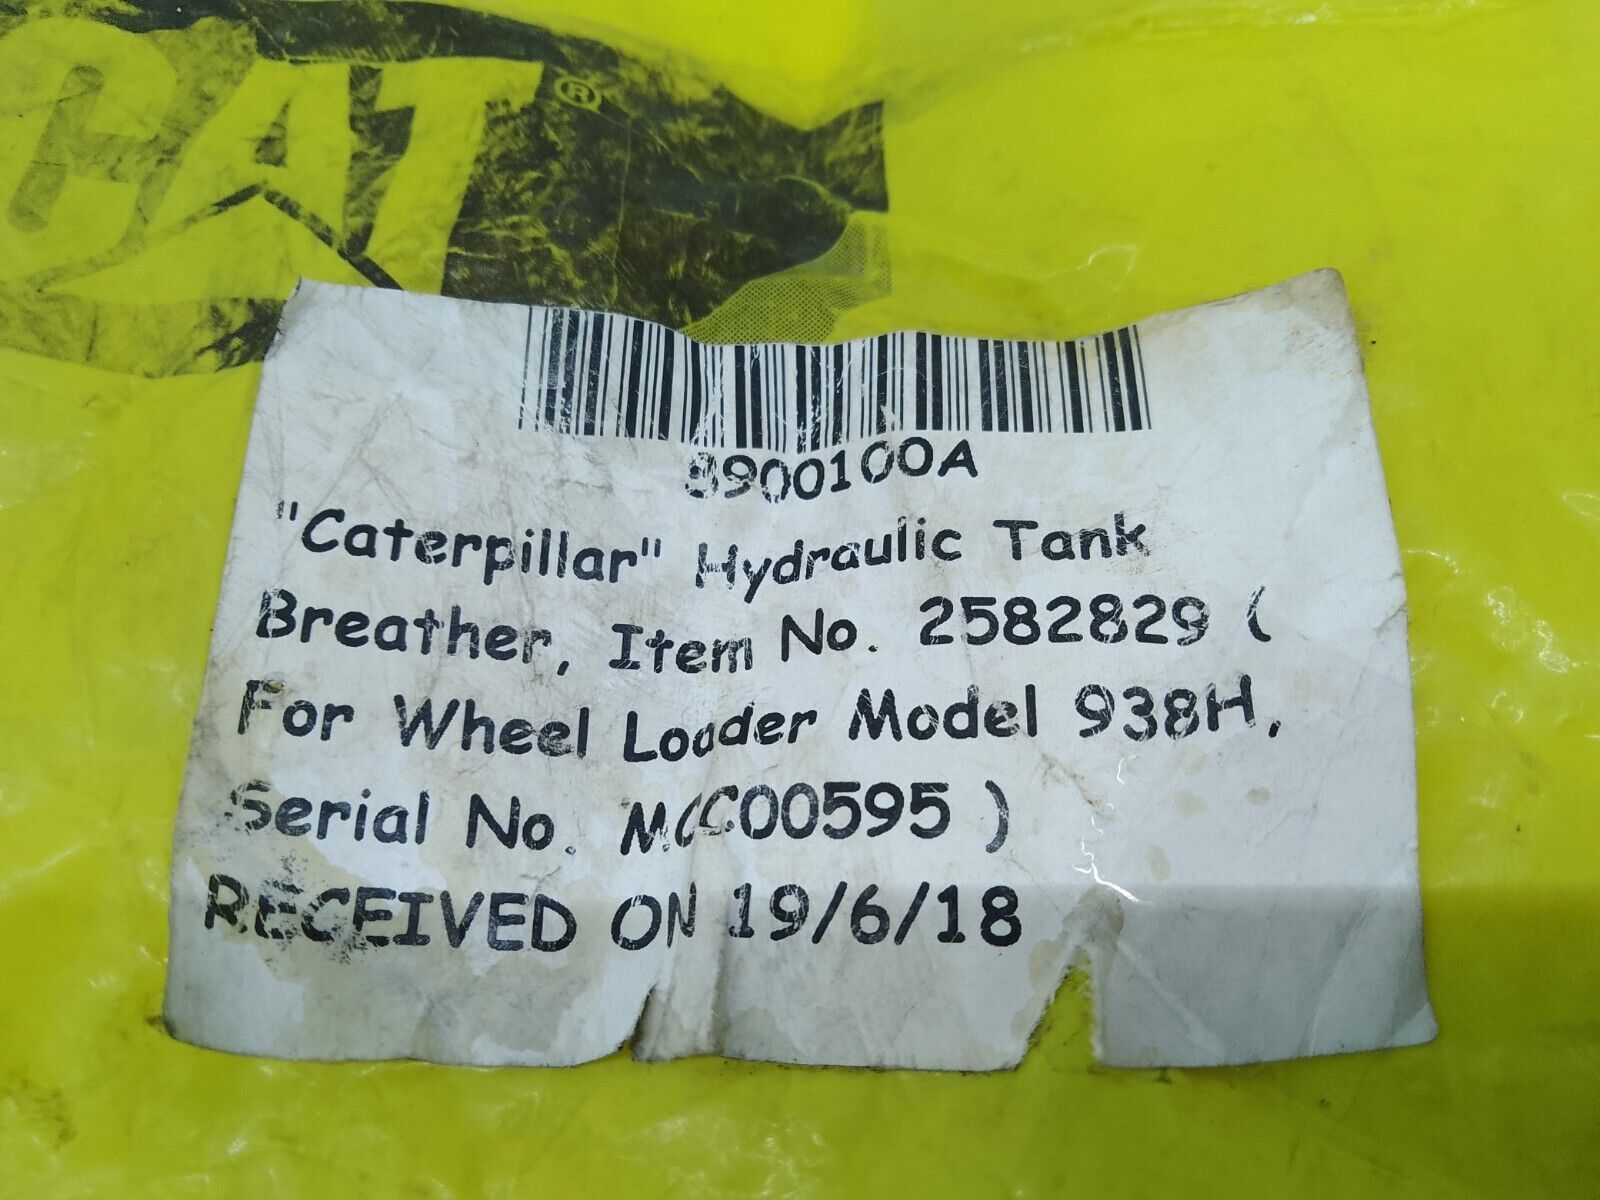 CAT®
8900100A
"Caterpillar" Hydraulic Tank
Breather, Item No. 2582829 (
For Wheel Loader Model 938H,
Serial No. MCC00595 )
RECEIVED ON 19/6/18